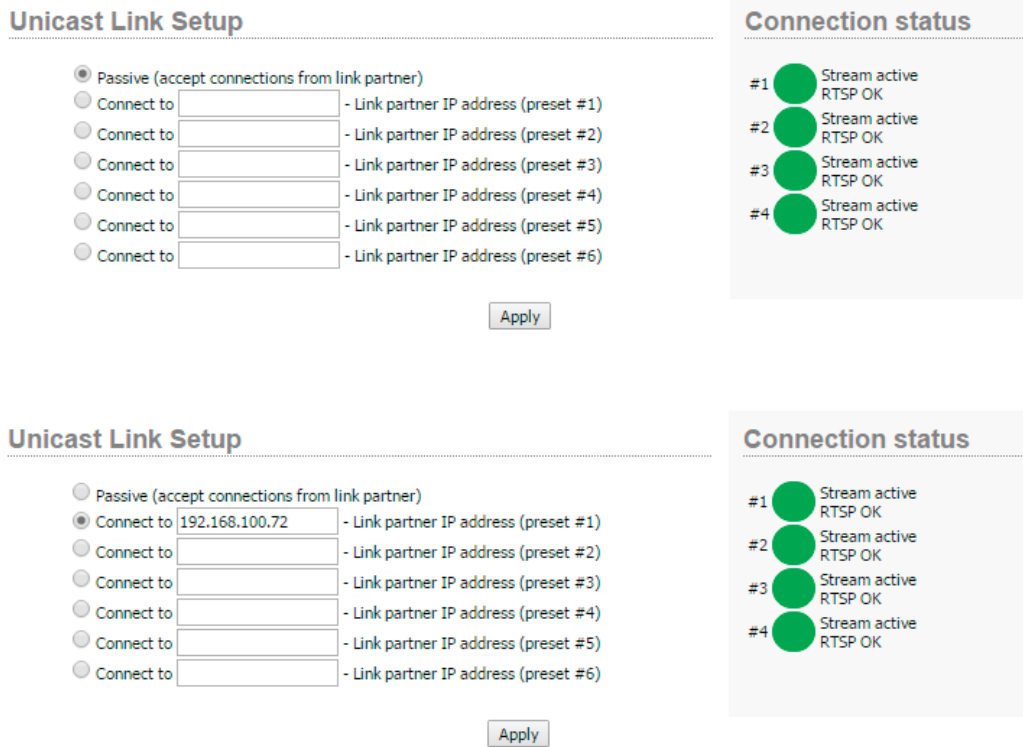 Unicast Link Setup
Passive (accept connections from link partner)
Connect to - Link partner IP address (preset #1)
Connect to - Link partner IP address (preset #2)
Connect to - Link partner IP address (preset #3)
Connect to - Link partner IP address (preset #4)
Connect to - Link partner IP address (preset #5)
Connect to - Link partner IP address (preset #6)
Apply
Connection status
#1 Stream active
RTSP OK
#2 Stream active
RTSP OK
#3 Stream active
RTSP OK
#4 Stream active
RTSP OK
Unicast Link Setup
Passive (accept connections from link partner)
Connect to 192.168.100.72 - Link partner IP address (preset #1)
Connect to - Link partner IP address (preset #2)
Connect to - Link partner IP address (preset #3)
Connect to - Link partner IP address (preset #4)
Connect to - Link partner IP address (preset #5)
Connect to - Link partner IP address (preset #6)
Apply
Connection status
#1 Stream active
RTSP OK
#2 Stream active
RTSP OK
#3 Stream active
RTSP OK
#4 Stream active
RTSP OK